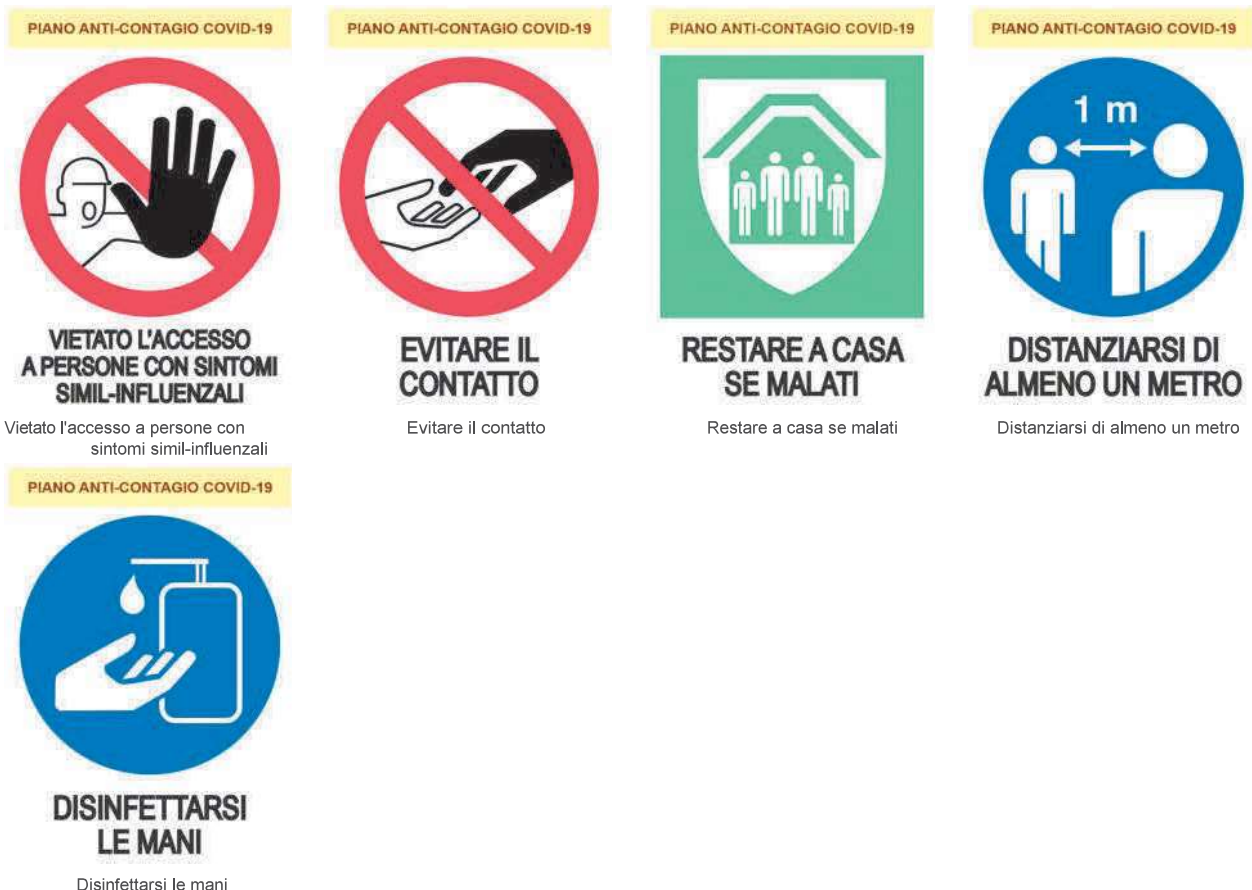 PIANO ANTI-CONTAGIO COVID-19
VIETATO L'ACCESSO
A PERSONE CON SINTOMI
SIMIL-INFLUENZALI
Vietato l'accesso a persone con
sintomi simil-influenzali
PIANO ANTI-CONTAGIO COVID-19
EVITARE IL
CONTATTO
Evitare il contatto
PIANO ANTI-CONTAGIO COVID-19
RESTARE A CASA
SE MALATI
Restare a casa se malati
PIANO ANTI-CONTAGIO COVID-19
1 m
DISTANZIARSI DI
ALMENO UN METRO
Distanziarsi di almeno un metro
PIANO ANTI-CONTAGIO COVID-19
DISINFETTARSI
LE MANI
Disinfettarsi le mani